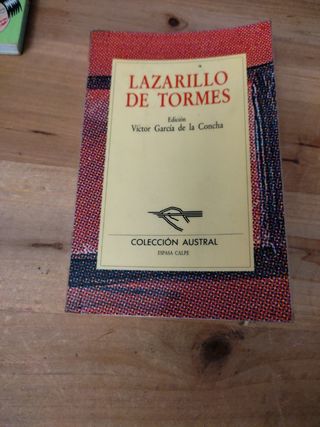 LAZARILLO
DE TORMES
Edición
Víctor García de la Concha
COLECCIÓN AUSTRAL
ESPASA CALPE